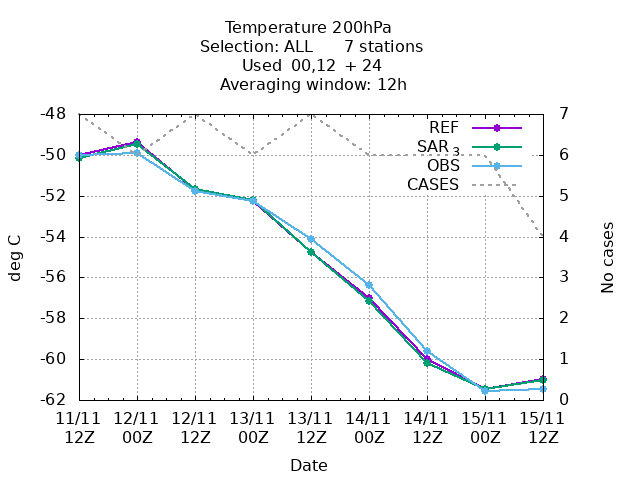 Temperature 200hPa
Selection: ALL 7 stations
Used 00,12 + 24
Averaging window: 12h
-48 7
-50 6
-52 5
-54 4
-56 3
-58 2
-60 1
-62 0
REF
SAR 3
OBS
CASES
deg C
No cases
11/11 12/11 12/11 13/11 13/11 14/11 14/11 15/11 15/11
12Z 00Z 12Z 00Z 12Z 00Z 12Z 00Z 12Z
Date